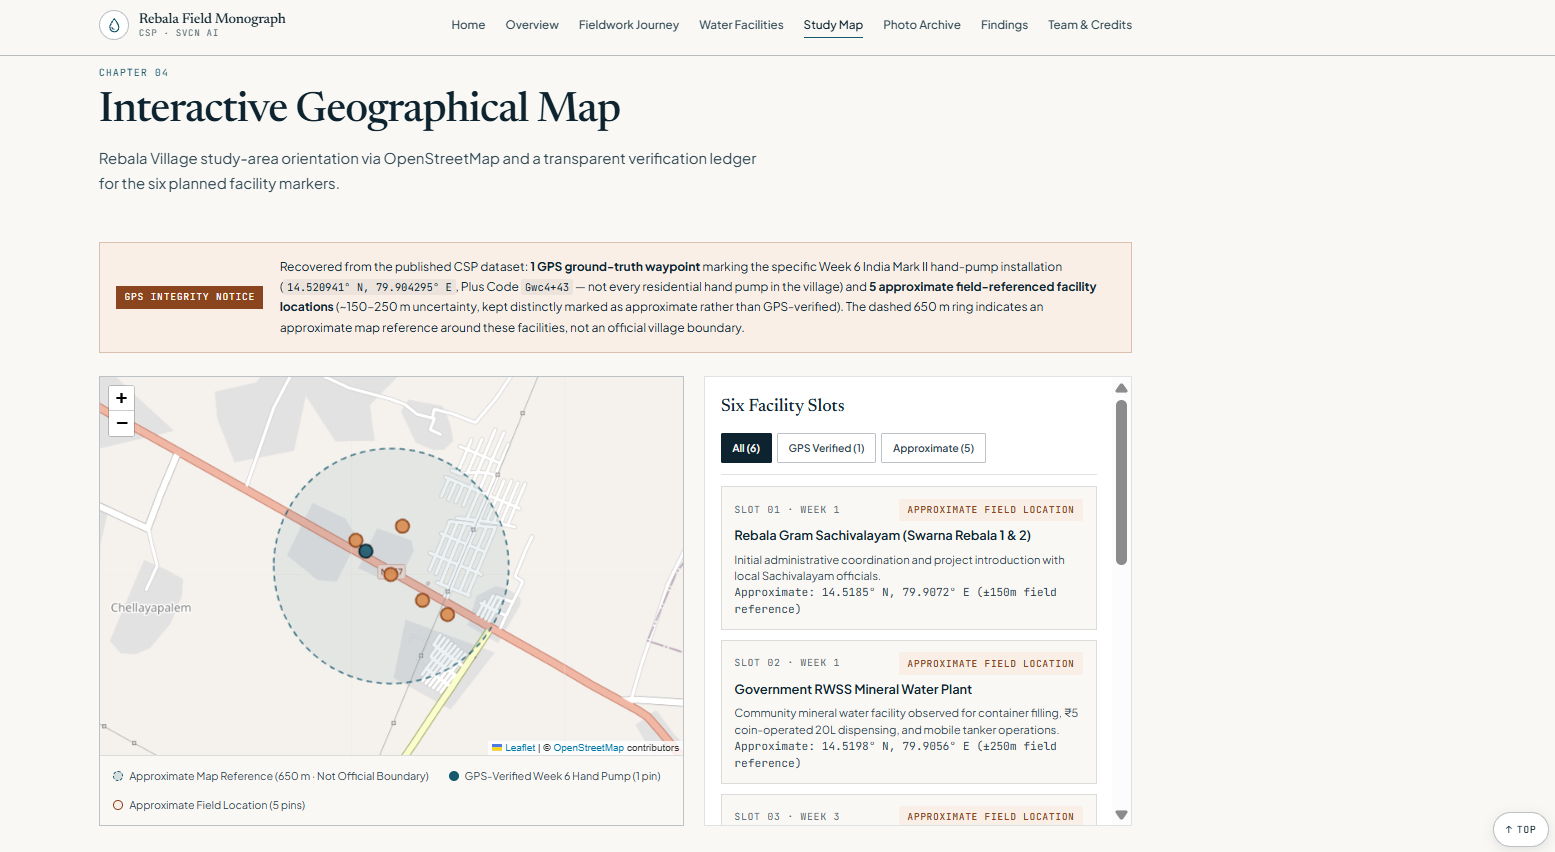 Rebala Field Monograph
CSP · SVCN AI
Home
Overview
Fieldwork Journey
Water Facilities
Study Map
Photo Archive
Findings
Team & Credits
CHAPTER 04
Interactive Geographical Map
Rebala Village study-area orientation via OpenStreetMap and a transparent verification ledger
for the six planned facility markers.
GPS INTEGRITY NOTICE
Recovered from the published CSP dataset: 1 GPS ground-truth waypoint marking the specific Week 6 India Mark II hand-pump installation
(14.520941° N, 79.904295° E, Plus Code Gwc4+43 — not every residential hand pump in the village) and 5 approximate field-referenced facility
locations (~150–250 m uncertainty, kept distinctly marked as approximate rather than GPS-verified). The dashed 650 m ring indicates an
approximate map reference around these facilities, not an official village boundary.
+
−
Chellayapalem
Leaflet | © OpenStreetMap contributors
Approximate Map Reference (650 m · Not Official Boundary)
GPS-Verified Week 6 Hand Pump (1 pin)
Approximate Field Location (5 pins)
Six Facility Slots
All (6)
GPS Verified (1)
Approximate (5)
SLOT 01 · WEEK 1
APPROXIMATE FIELD LOCATION
Rebala Gram Sachivalayam (Swarna Rebala 1 & 2)
Initial administrative coordination and project introduction with
local Sachivalayam officials.
Approximate: 14.5185° N, 79.9072° E (±150m field
reference)
SLOT 02 · WEEK 1
APPROXIMATE FIELD LOCATION
Government RWSS Mineral Water Plant
Community mineral water facility observed for container filling, ₹5
coin-operated 20L dispensing, and mobile tanker operations.
Approximate: 14.5198° N, 79.9056° E (±250m field
reference)
SLOT 03 · WEEK 3
APPROXIMATE FIELD LOCATION
↑ TOP